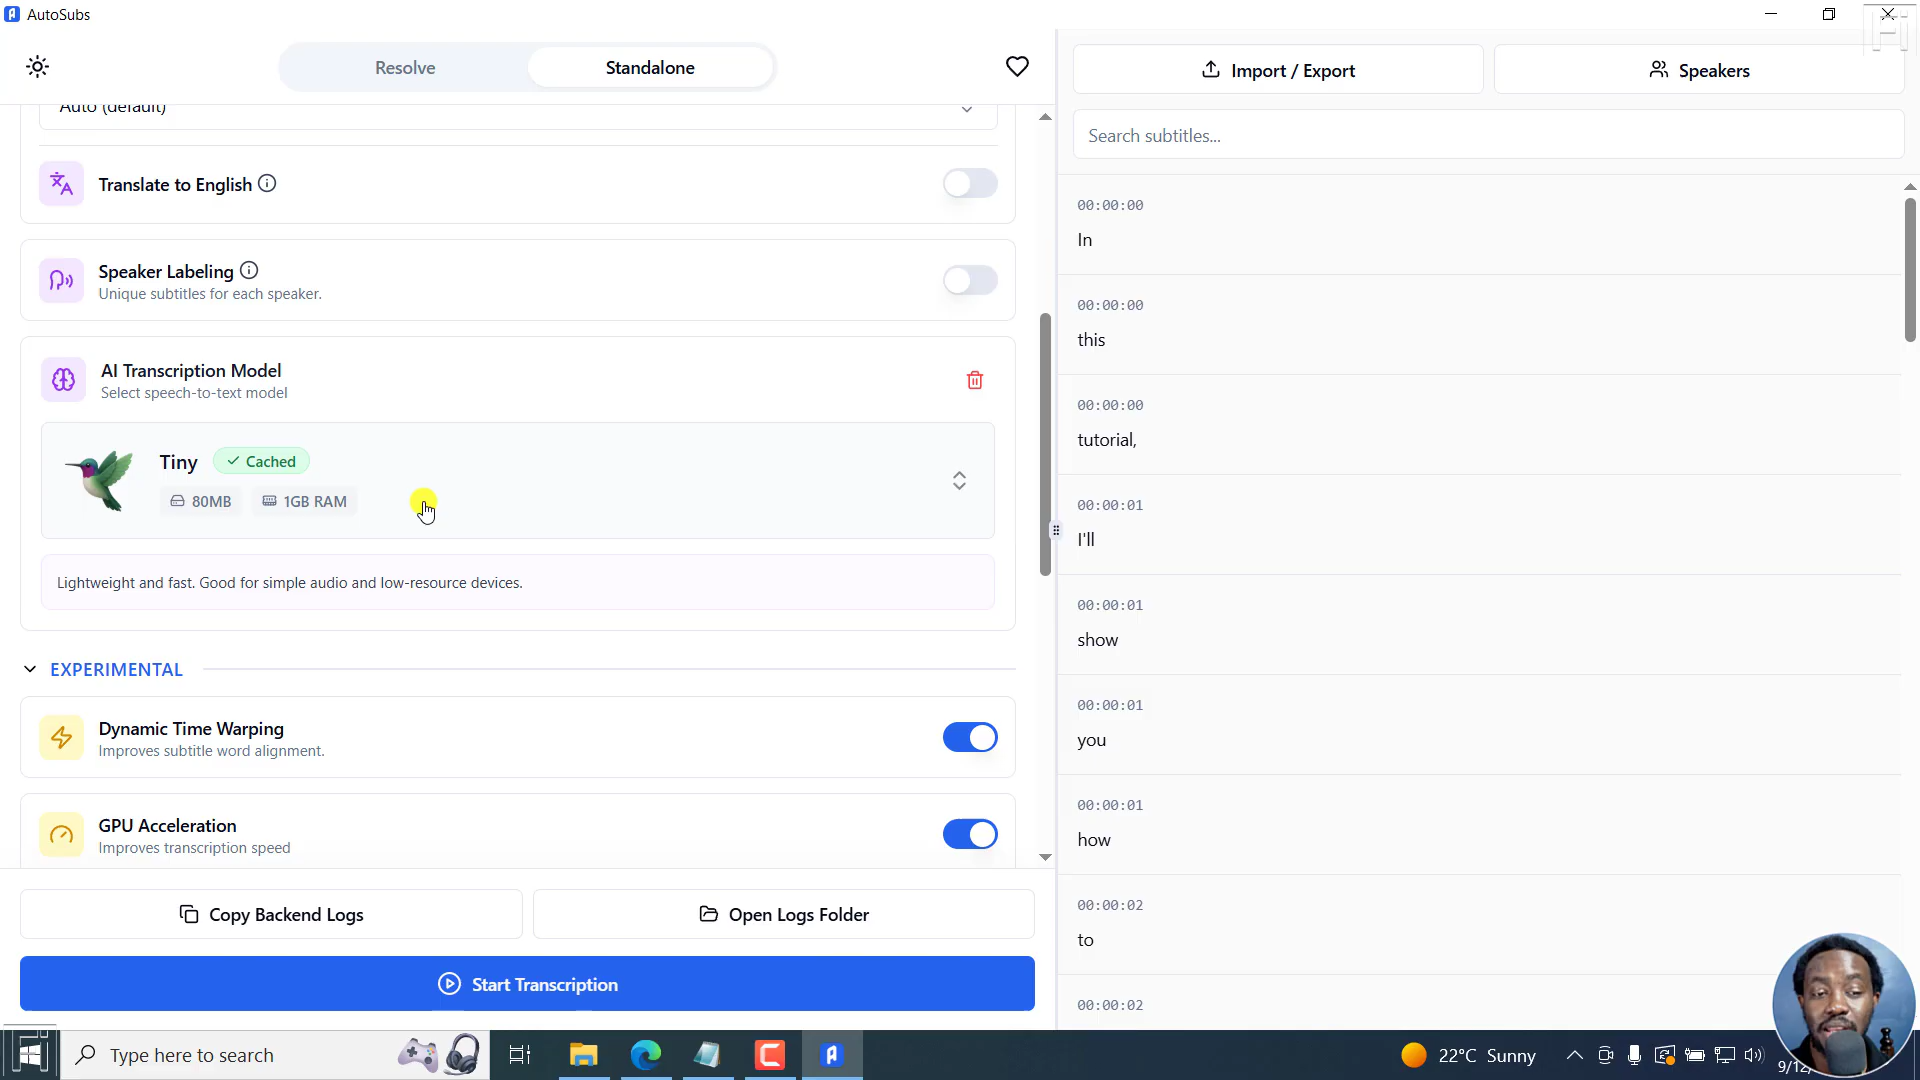 AutoSubs
Resolve
Standalone
Auto (default)
Translate to English
Speaker Labeling
Unique subtitles for each speaker.
AI Transcription Model
Select speech-to-text model
Tiny
Cached
80MB
1GB RAM
Lightweight and fast. Good for simple audio and low-resource devices.
EXPERIMENTAL
Dynamic Time Warping
Improves subtitle word alignment.
GPU Acceleration
Improves transcription speed
Copy Backend Logs
Open Logs Folder
Start Transcription
Import / Export
Speakers
Search subtitles...
00:00:00
In
00:00:00
this
00:00:00
tutorial,
00:00:01
I'll
00:00:01
show
00:00:01
you
00:00:01
how
00:00:02
to
00:00:02
Type here to search
22°C Sunny